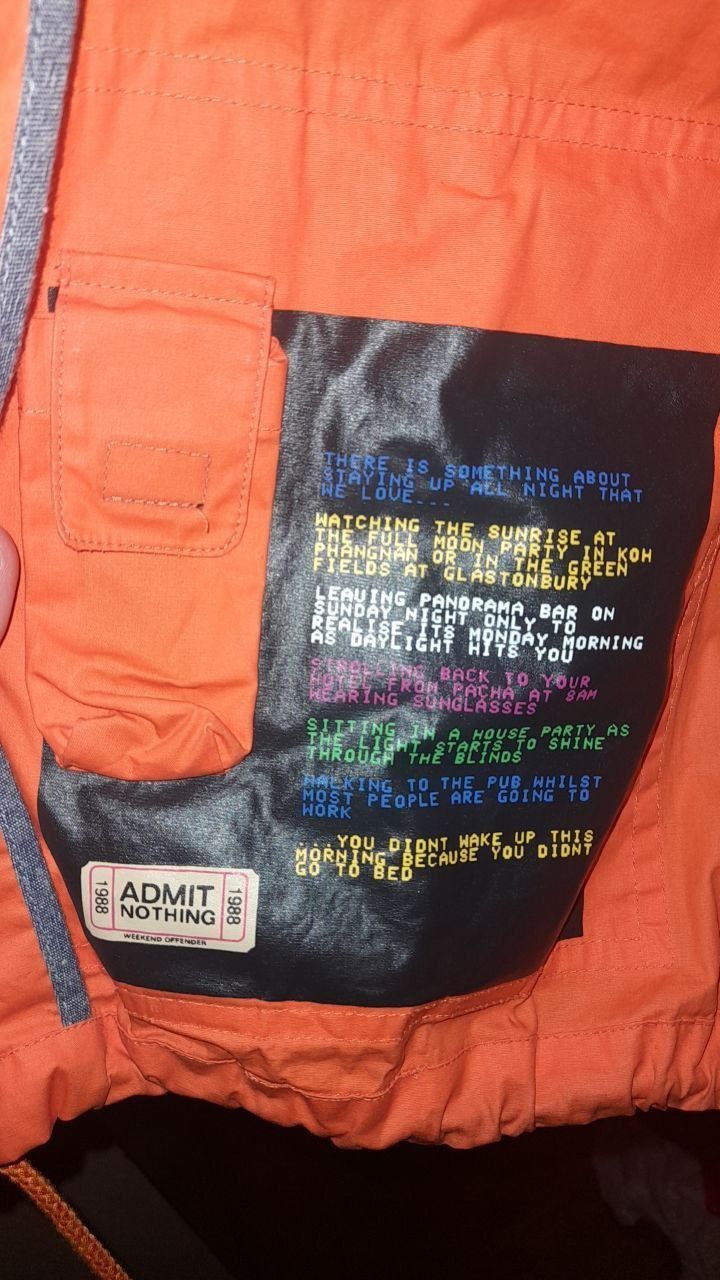 THERE IS SOMETHING ABOUT
STAYING UP ALL NIGHT THAT
WE LOVE...
WATCHING THE SUNRISE AT
THE FULL MOON PARTY IN KOH
PHANGNAN OR IN THE GREEN
FIELDS AT GLASTONBURY
LEAVING PANORAMA BAR ON
SUNDAY NIGHT ONLY TO
REALISE ITS MONDAY MORNING
AS DAYLIGHT HITS YOU
STROLLING BACK TO YOUR
HOTEL FROM PACHA AT 8AM
WEARING SUNGLASSES
SITTING IN A HOUSE PARTY AS
THE LIGHT STARTS TO SHINE
THROUGH THE BLINDS
WALKING TO THE PUB WHILST
MOST PEOPLE ARE GOING TO
WORK
...YOU DIDNT WAKE UP THIS
MORNING BECAUSE YOU DIDNT
GO TO BED
1988
ADMIT
NOTHING
1988
WEEKEND OFFENDER